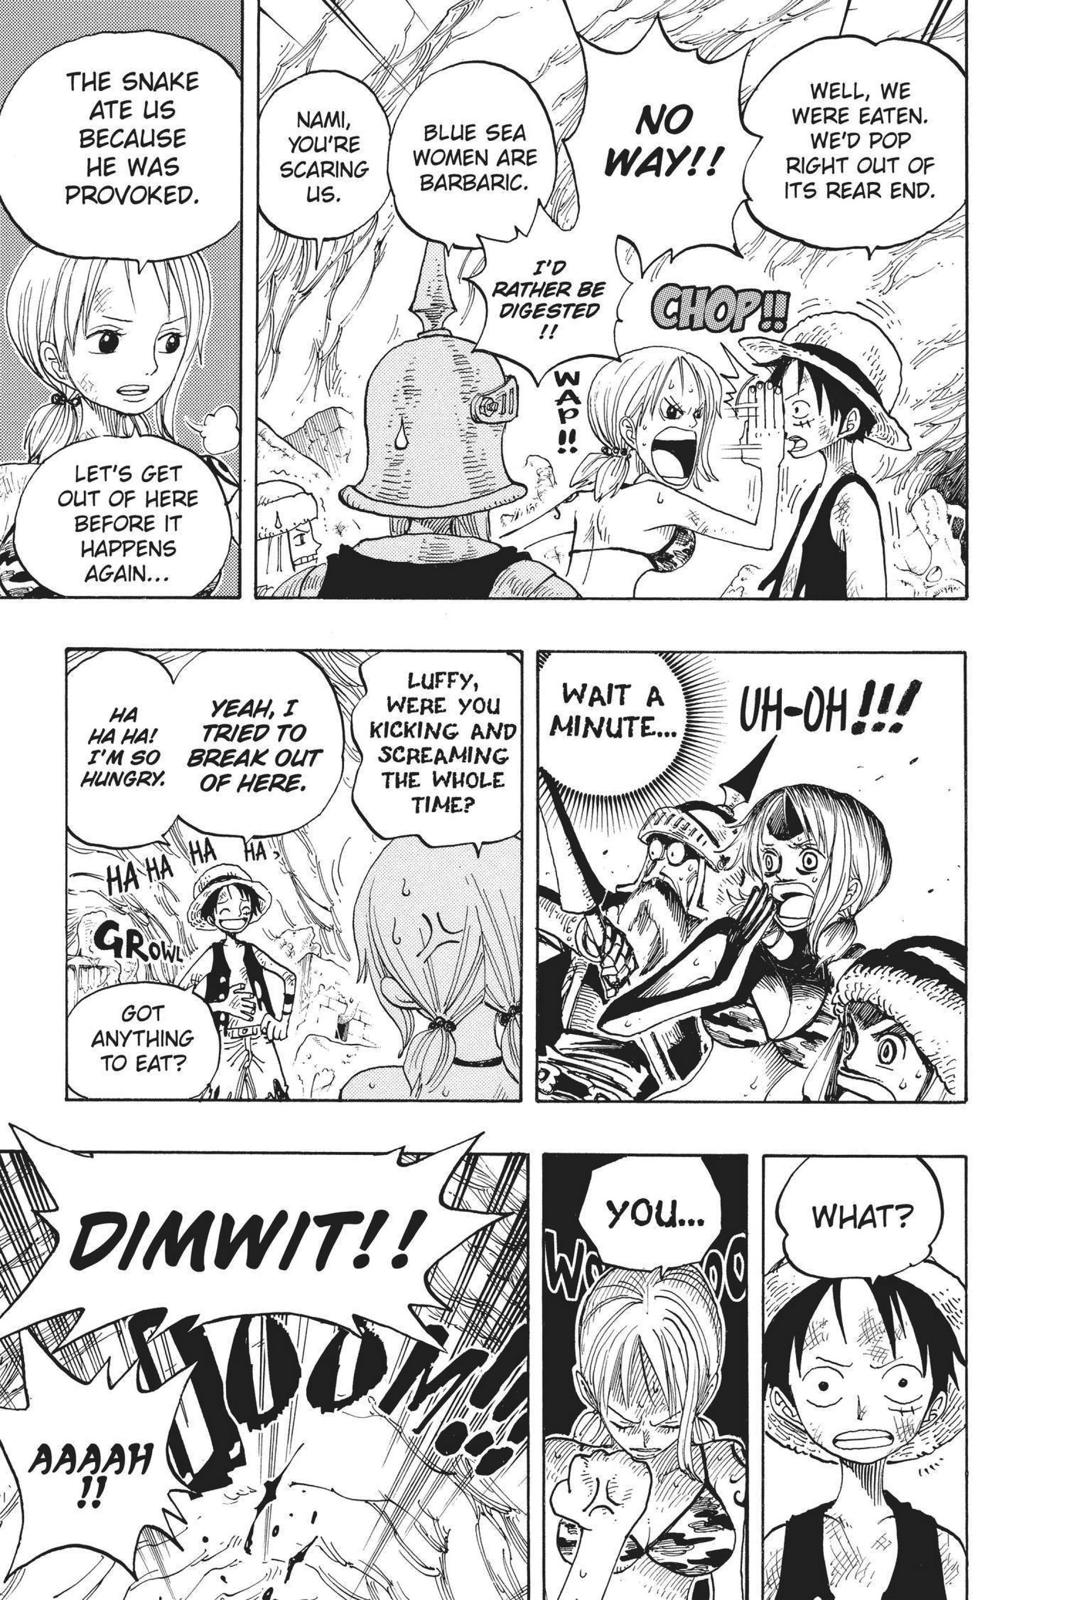 WELL, WE
WERE EATEN.
WE'D POP
RIGHT OUT OF
ITS REAR END.
NO
WAY!!
CHOP!!
I'D
RATHER BE
DIGESTED
!!
WAP!!
BLUE SEA
WOMEN ARE
BARBARIC.
NAMI,
YOU'RE
SCARING
US.
THE SNAKE
ATE US
BECAUSE
HE WAS
PROVOKED.
LET'S GET
OUT OF HERE
BEFORE IT
HAPPENS
AGAIN...
UH-OH!!!
WAIT A
MINUTE...
LUFFY,
WERE YOU
KICKING AND
SCREAMING
THE WHOLE
TIME?
YEAH, I
TRIED TO
BREAK OUT
OF HERE.
HA
HA HA!
I'M SO
HUNGRY.
HA HA HA HA
GROWL
GOT
ANYTHING
TO EAT?
WHAT?
YOU...
DIMWIT!!
AAAAH
!!